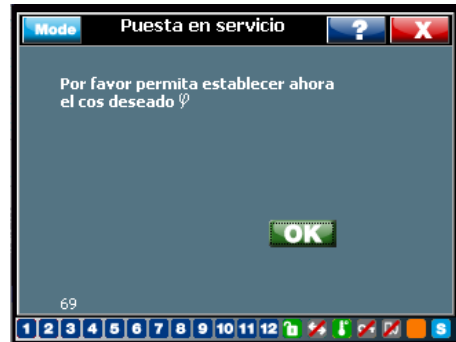 Mode Puesta en servicio ? X
Por favor permita establecer ahora
el cos deseado φ
OK
69
1 2 3 4 5 6 7 8 9 10 11 12 S